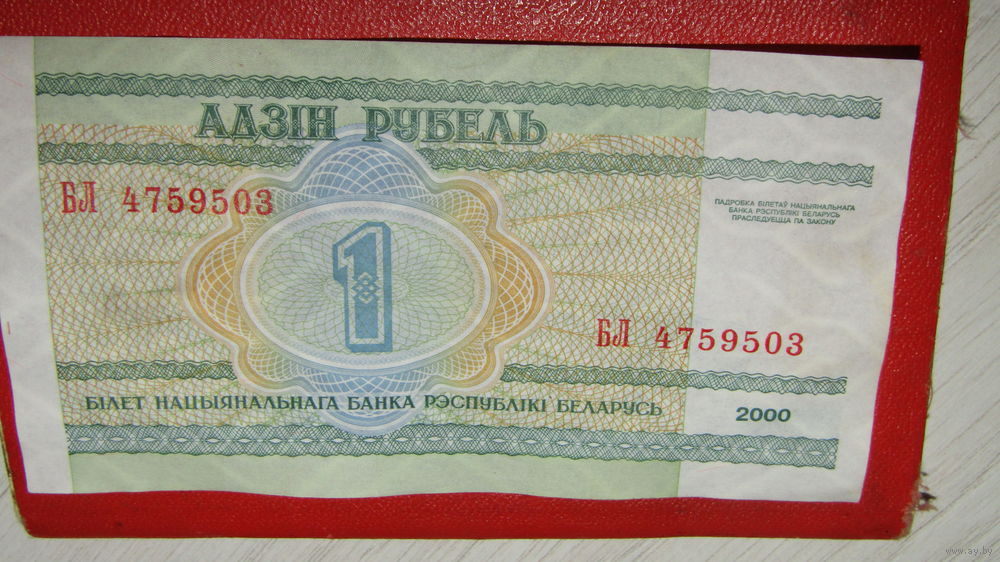 АДЗІН РУБЕЛЬ
БЛ 4759503
ПАДРОБКА БІЛЕТАЎ НАЦЫЯНАЛЬНАГА
БАНКА РЭСПУБЛІКІ БЕЛАРУСЬ
ПРАСЛЕДУЕЦЦА ПА ЗАКОНУ
1
БЛ 4759503
БІЛЕТ НАЦЫЯНАЛЬНАГА БАНКА РЭСПУБЛІКІ БЕЛАРУСЬ
2000
www.ay.by